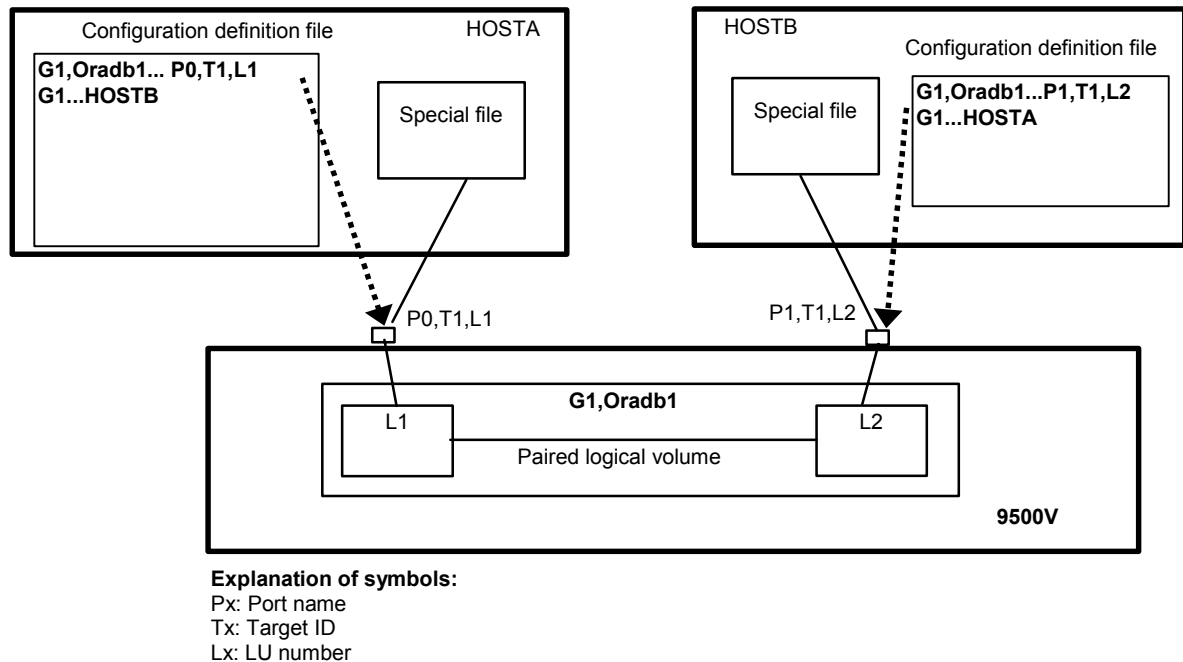 Configuration definition file
HOSTA
G1,Oradb1... P0,T1,L1
G1...HOSTB
Special file
HOSTB
Configuration definition file
Special file
G1,Oradb1...P1,T1,L2
G1...HOSTA
P0,T1,L1
P1,T1,L2
G1,Oradb1
L1
L2
Paired logical volume
9500V
Explanation of symbols:
Px: Port name
Tx: Target ID
Lx: LU number